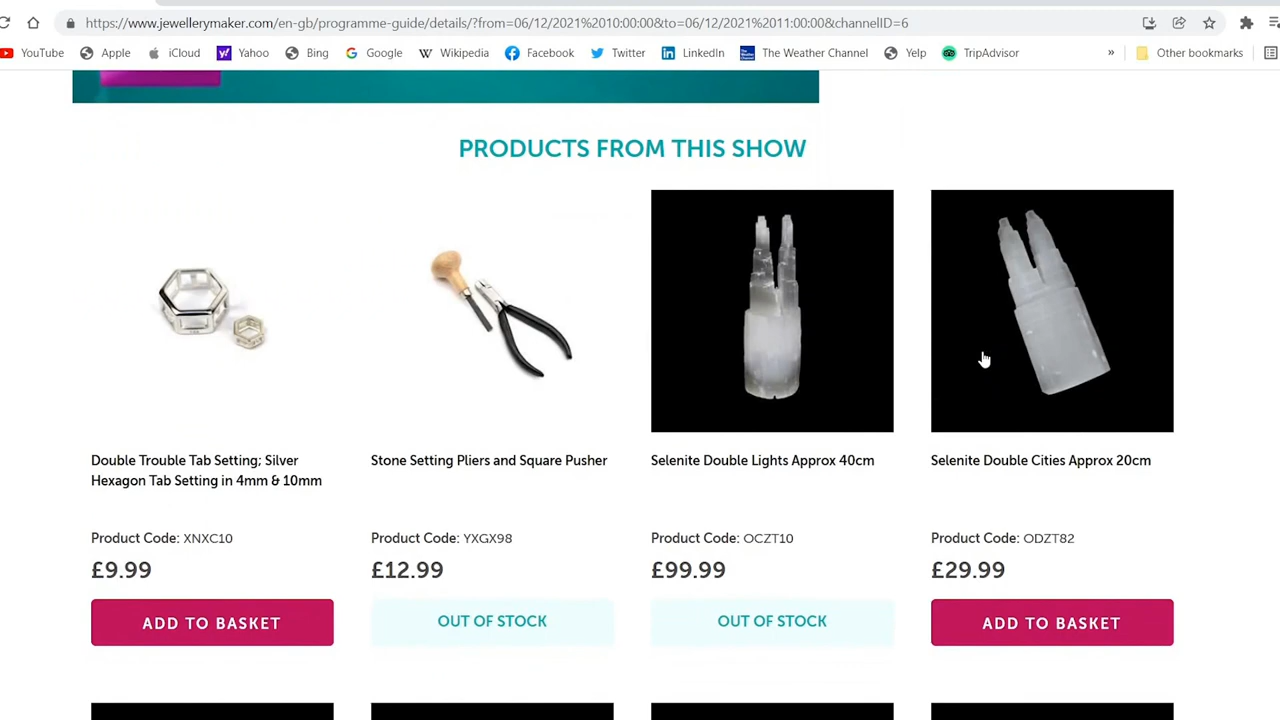 https://www.jewellerymaker.com/en-gb/programme-guide/details/?from=06/12/2021%2010:00:00&to=06/12/2021%2011:00:00&channelID=6
YouTube Apple iCloud Yahoo Bing Google Wikipedia Facebook Twitter LinkedIn The Weather Channel Yelp TripAdvisor » Other bookmarks
PRODUCTS FROM THIS SHOW
Double Trouble Tab Setting; Silver
Hexagon Tab Setting in 4mm & 10mm
Product Code: XNXC10
£9.99
ADD TO BASKET
Stone Setting Pliers and Square Pusher
Product Code: YXGX98
£12.99
OUT OF STOCK
Selenite Double Lights Approx 40cm
Product Code: OCZT10
£99.99
OUT OF STOCK
Selenite Double Cities Approx 20cm
Product Code: ODZT82
£29.99
ADD TO BASKET